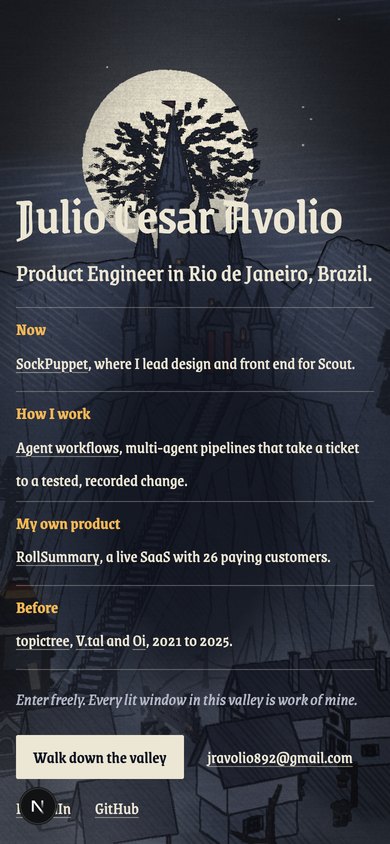 Julio Cesar Avolio
Product Engineer in Rio de Janeiro, Brazil.
Now
SockPuppet, where I lead design and front end for Scout.
How I work
Agent workflows, multi-agent pipelines that take a ticket
to a tested, recorded change.
My own product
RollSummary, a live SaaS with 26 paying customers.
Before
topictree, V.tal and Oi, 2021 to 2025.
Enter freely. Every lit window in this valley is work of mine.
Walk down the valley
jravolio892@gmail.com
N
GitHub